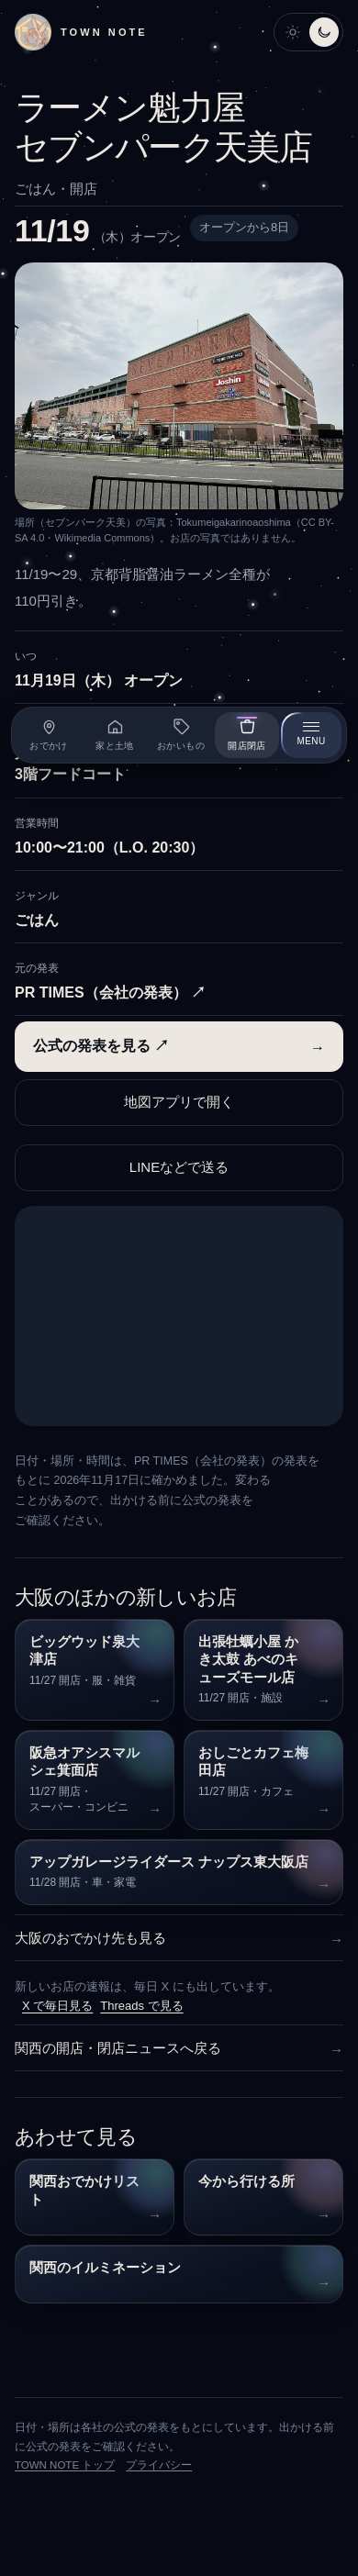 TOWN NOTE
ラーメン魁力屋
セブンパーク天美店
ごはん・開店
11/19（木）オープン オープンから8日
Joshin
場所（セブンパーク天美）の写真：Tokumeigakarinoaoshima（CC BY-
SA 4.0・Wikimedia Commons）。お店の写真ではありません。
11/19〜29、京都背脂醤油ラーメン全種が
110円引き。
いつ
11月19日（木） オープン
おでかけ
家と土地
おかいもの
開店閉店
MENU
3階フードコート
営業時間
10:00〜21:00（L.O. 20:30）
ジャンル
ごはん
元の発表
PR TIMES（会社の発表） ↗
公式の発表を見る ↗ →
地図アプリで開く
LINEなどで送る
日付・場所・時間は、PR TIMES（会社の発表）の発表を
もとに 2026年11月17日に確かめました。変わる
ことがあるので、出かける前に公式の発表を
ご確認ください。
大阪のほかの新しいお店
ビッグウッド泉大
津店
11/27 開店・服・雑貨 →
出張牡蠣小屋 か
き太鼓 あべのキ
ューズモール店
11/27 開店・施設 →
阪急オアシスマル
シェ箕面店
11/27 開店・
スーパー・コンビニ →
おしごとカフェ梅
田店
11/27 開店・カフェ →
アップガレージライダース ナップス東大阪店
11/28 開店・車・家電 →
大阪のおでかけ先も見る →
新しいお店の速報は、毎日 X にも出しています。
X で毎日見る Threads で見る
関西の開店・閉店ニュースへ戻る →
あわせて見る
関西おでかけリス
ト →
今から行ける所 →
関西のイルミネーション →
日付・場所は各社の公式の発表をもとにしています。出かける前
に公式の発表をご確認ください。
TOWN NOTE トップ プライバシー